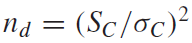 n_d = (S_C/σ_C)²